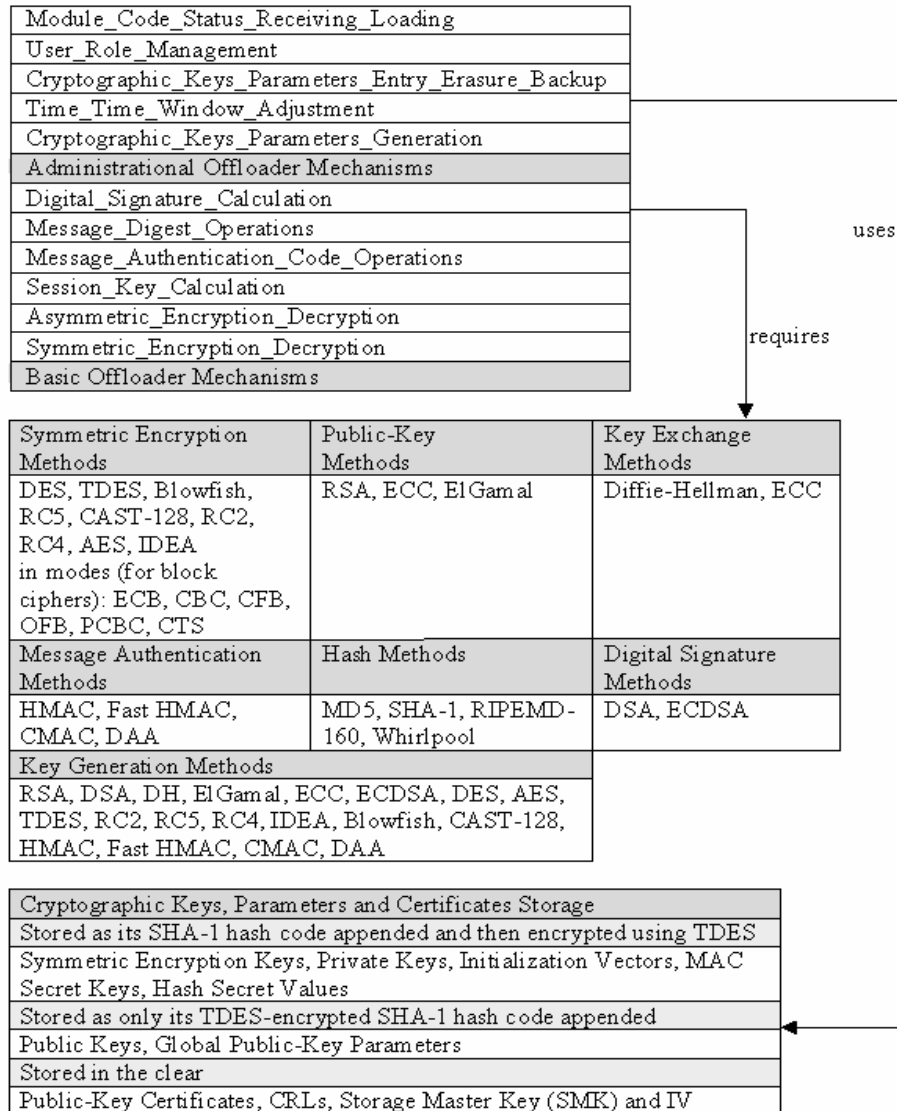 Module_Code_Status_Receiving_Loading
User_Role_Management
Cryptographic_Keys_Parameters_Entry_Erasure_Backup
Time_Time_Window_Adjustment
Cryptographic_Keys_Parameters_Generation
Administrational Offloader Mechanisms
Digital_Signature_Calculation
Message_Digest_Operations
Message_Authentication_Code_Operations
Session_Key_Calculation
Asymmetric_Encryption_Decryption
Symmetric_Encryption_Decryption
Basic Offloader Mechanisms
uses
requires
Symmetric Encryption
Methods
Public-Key
Methods
Key Exchange
Methods
DES, TDES, Blowfish,
RC5, CAST-128, RC2,
RC4, AES, IDEA
in modes (for block
ciphers): ECB, CBC, CFB,
OFB, PCBC, CTS
RSA, ECC, ElGamal
Diffie-Hellman, ECC
Message Authentication
Methods
Hash Methods
Digital Signature
Methods
HMAC, Fast HMAC,
CMAC, DAA
MD5, SHA-1, RIPEMD-
160, Whirlpool
DSA, ECDSA
Key Generation Methods
RSA, DSA, DH, ElGamal, ECC, ECDSA, DES, AES,
TDES, RC2, RC5, RC4, IDEA, Blowfish, CAST-128,
HMAC, Fast HMAC, CMAC, DAA
Cryptographic Keys, Parameters and Certificates Storage
Stored as its SHA-1 hash code appended and then encrypted using TDES
Symmetric Encryption Keys, Private Keys, Initialization Vectors, MAC
Secret Keys, Hash Secret Values
Stored as only its TDES-encrypted SHA-1 hash code appended
Public Keys, Global Public-Key Parameters
Stored in the clear
Public-Key Certificates, CRLs, Storage Master Key (SMK) and IV